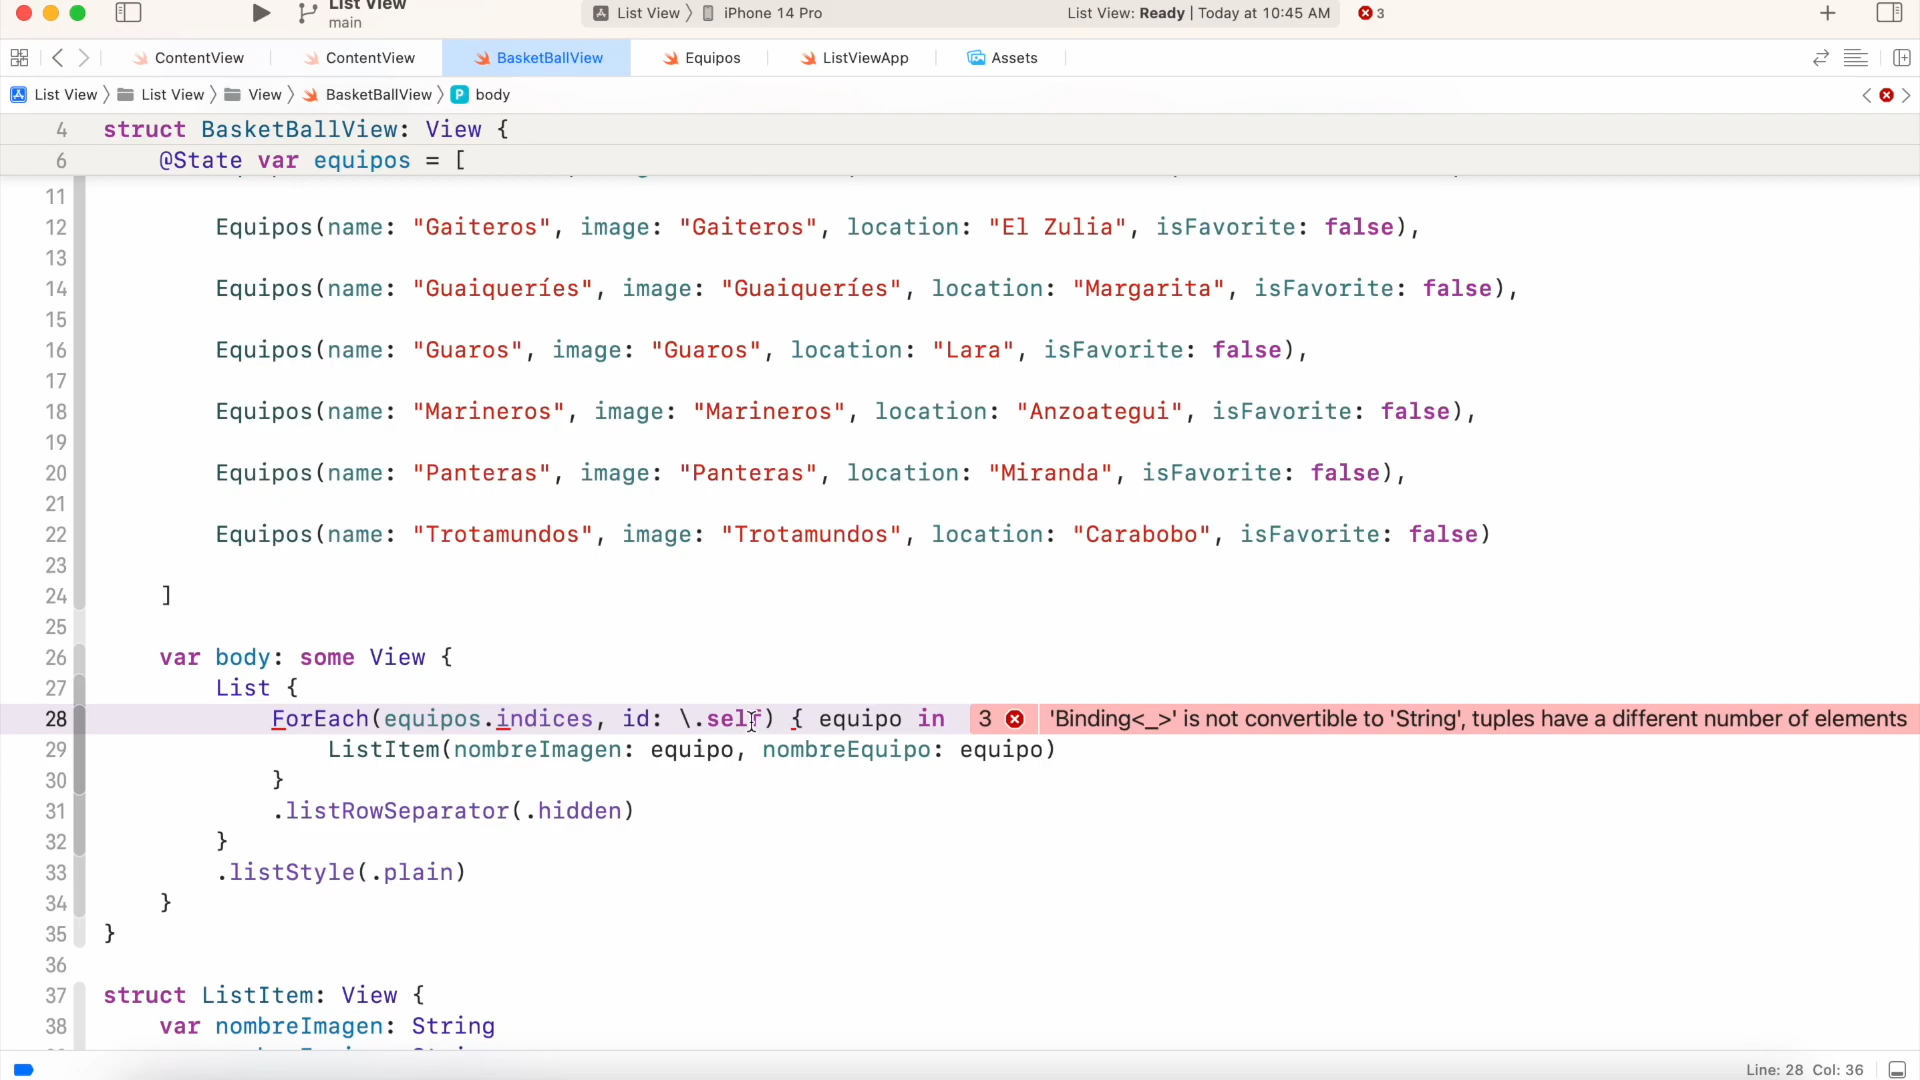 List View
main
List View 〉 iPhone 14 Pro
List View: Ready | Today at 10:45 AM
3
ContentView
ContentView
BasketBallView
Equipos
ListViewApp
Assets
List View 〉 List View 〉 View 〉 BasketBallView 〉 P body
4 struct BasketBallView: View {
6 @State var equipos = [
11
12 Equipos(name: "Gaiteros", image: "Gaiteros", location: "El Zulia", isFavorite: false),
13
14 Equipos(name: "Guaiqueríes", image: "Guaiqueríes", location: "Margarita", isFavorite: false),
15
16 Equipos(name: "Guaros", image: "Guaros", location: "Lara", isFavorite: false),
17
18 Equipos(name: "Marineros", image: "Marineros", location: "Anzoategui", isFavorite: false),
19
20 Equipos(name: "Panteras", image: "Panteras", location: "Miranda", isFavorite: false),
21
22 Equipos(name: "Trotamundos", image: "Trotamundos", location: "Carabobo", isFavorite: false)
23
24 ]
25
26 var body: some View {
27 List {
28 ForEach(equipos.indices, id: \.self) { equipo in 3 'Binding<_>' is not convertible to 'String', tuples have a different number of elements
29 ListItem(nombreImagen: equipo, nombreEquipo: equipo)
30 }
31 .listRowSeparator(.hidden)
32 }
33 .listStyle(.plain)
34 }
35 }
36
37 struct ListItem: View {
38 var nombreImagen: String
Line: 28 Col: 36